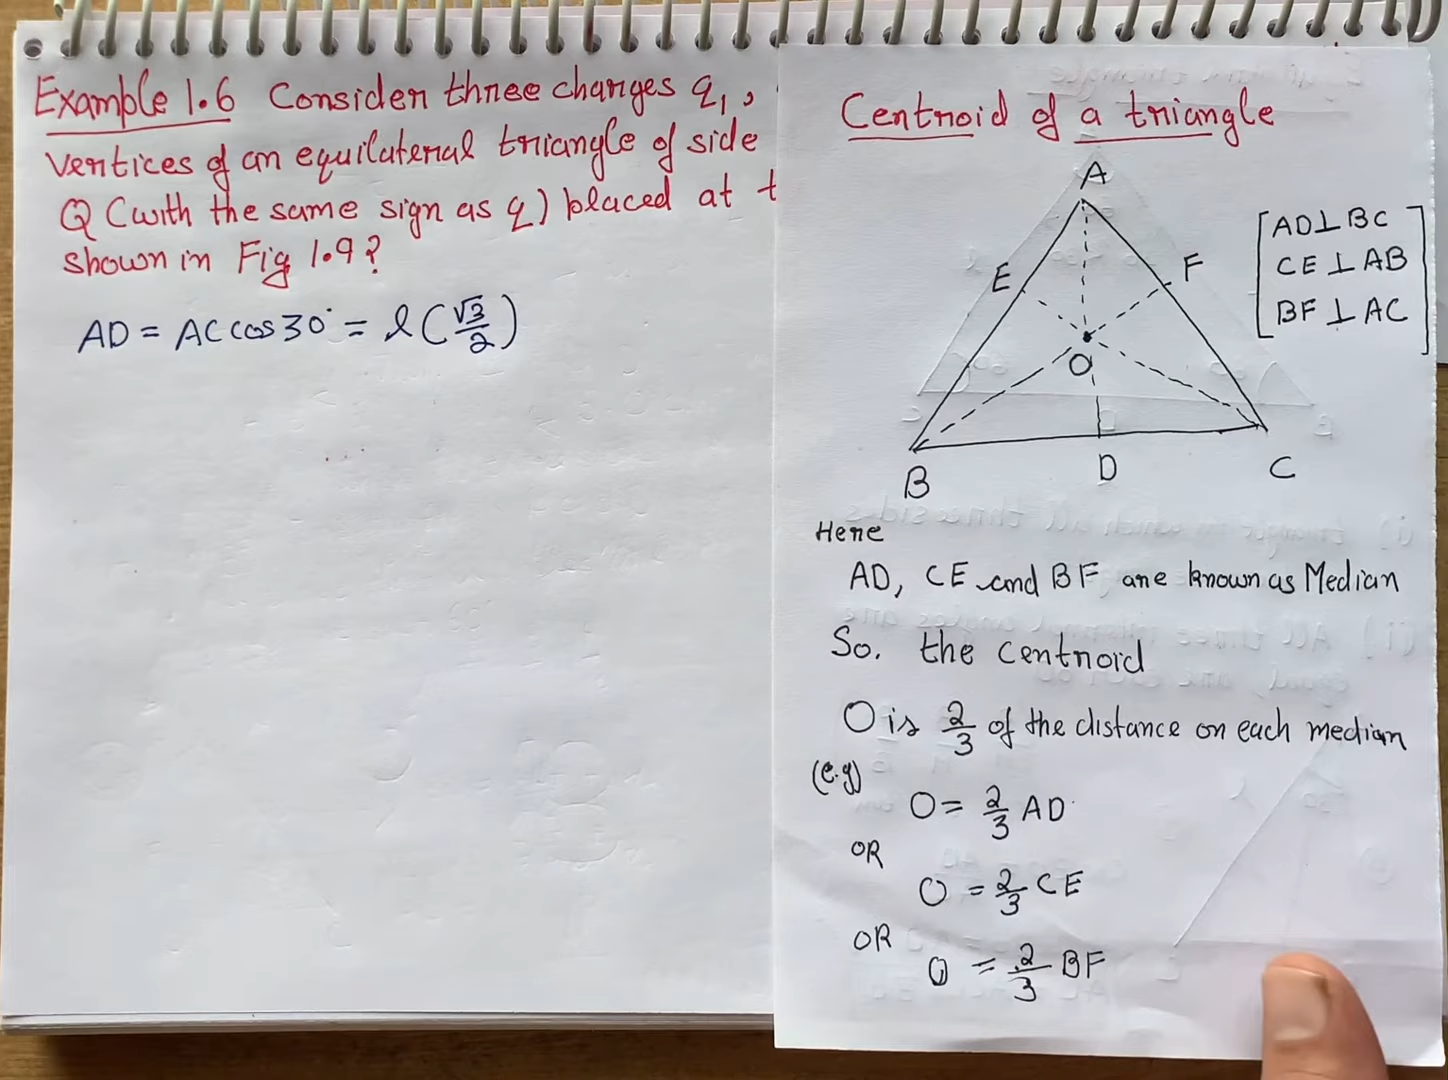 Example 1.6 Consider three charges q₁,
vertices of an equilateral triangle of side
Q (with the same sign as q) placed at t
shown in Fig 1.9?
AD = AC cos 30° = l (√3/2)
Centroid of a triangle
A
E
F
O
B
D
C
AD ⊥ BC
CE ⊥ AB
BF ⊥ AC
Here
AD, CE and BF are known as Median
So. the centroid
O is 2/3 of the distance on each median
(e.g)
O = 2/3 AD
OR
O = 2/3 CE
OR
O = 2/3 BF